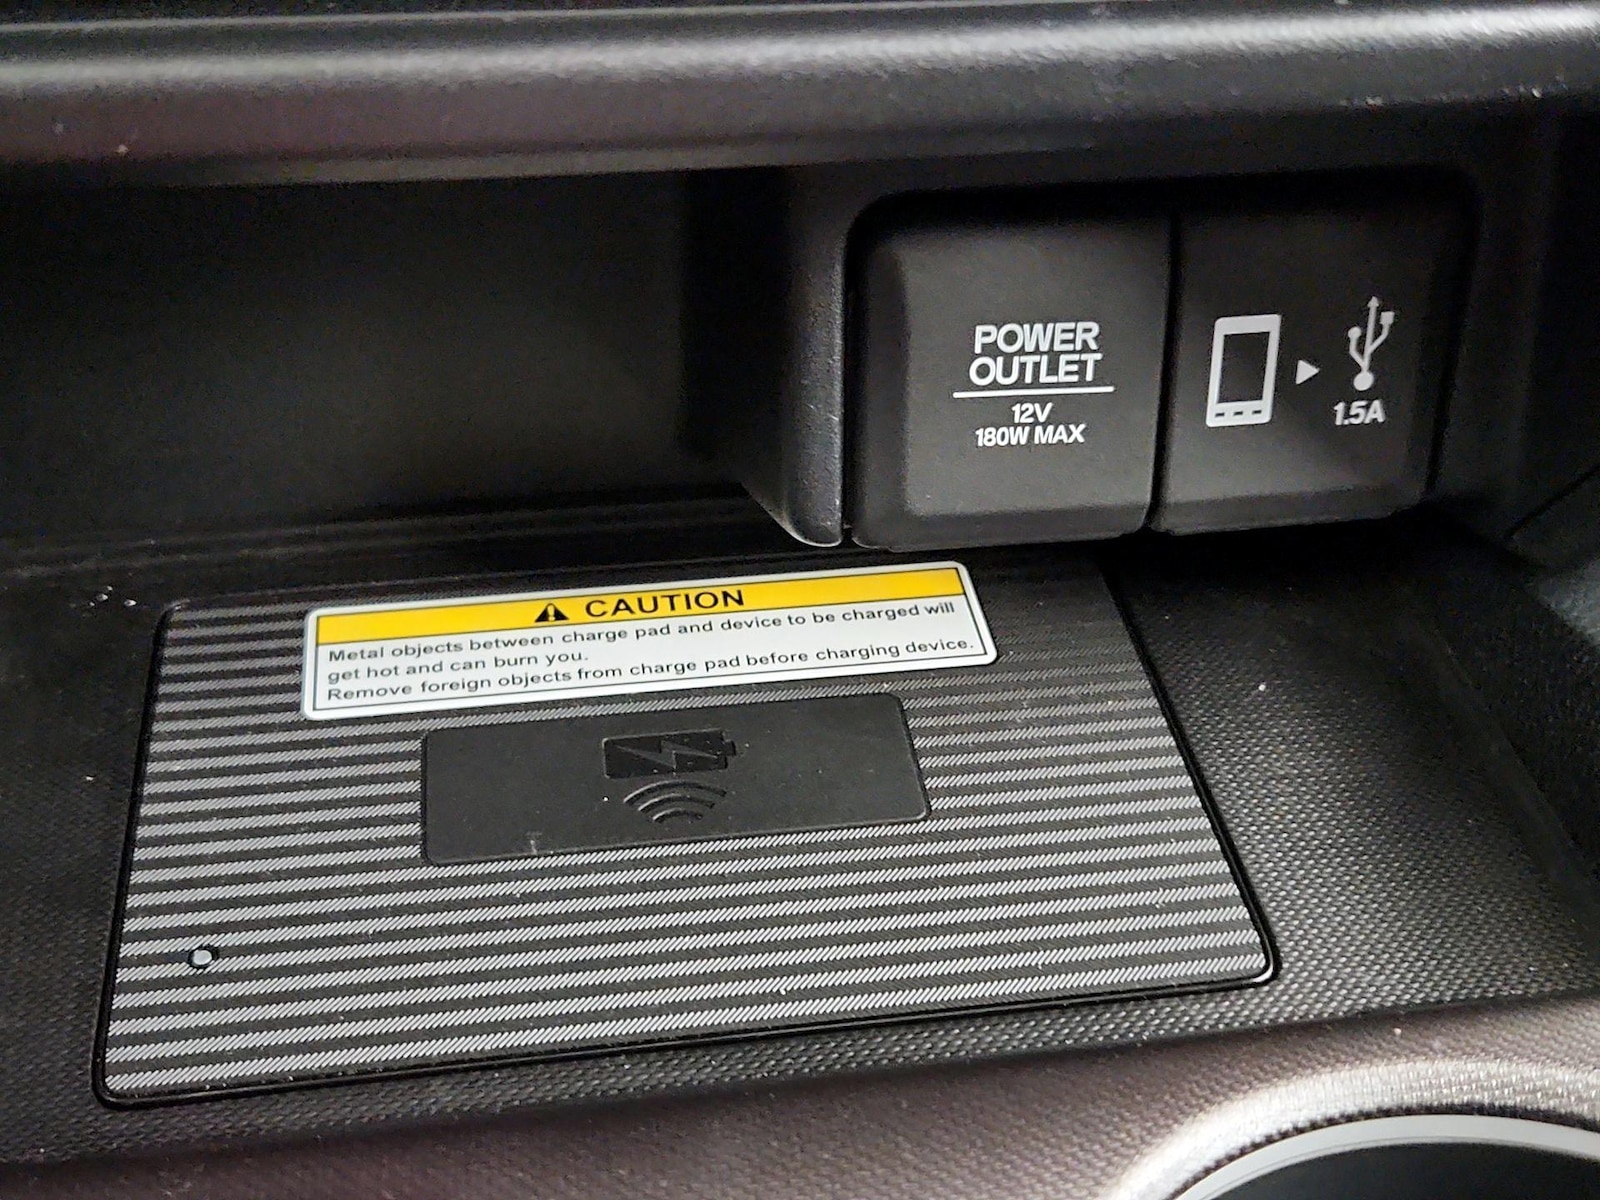 POWER
OUTLET
12V
180W MAX
1.5A
CAUTION
Metal objects between charge pad and device to be charged will
get hot and can burn you.
Remove foreign objects from charge pad before charging device.